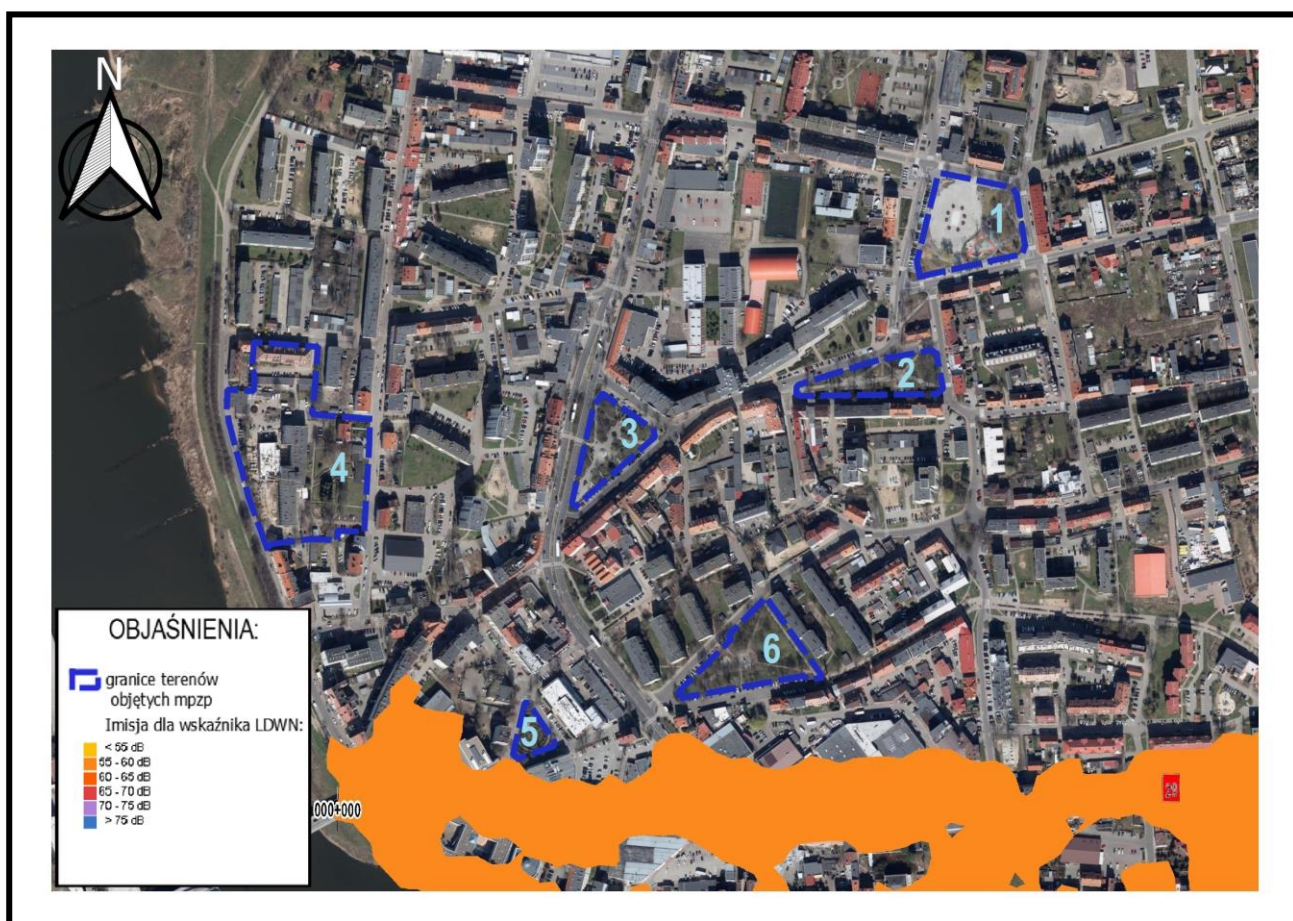 N
1
2
3
4
6
5
29
000+000
OBJAŚNIENIA:
granice terenów
objętych mpzp
Imisja dla wskaźnika LDWN:
< 55 dB
55 - 60 dB
60 - 65 dB
65 - 70 dB
70 - 75 dB
> 75 dB